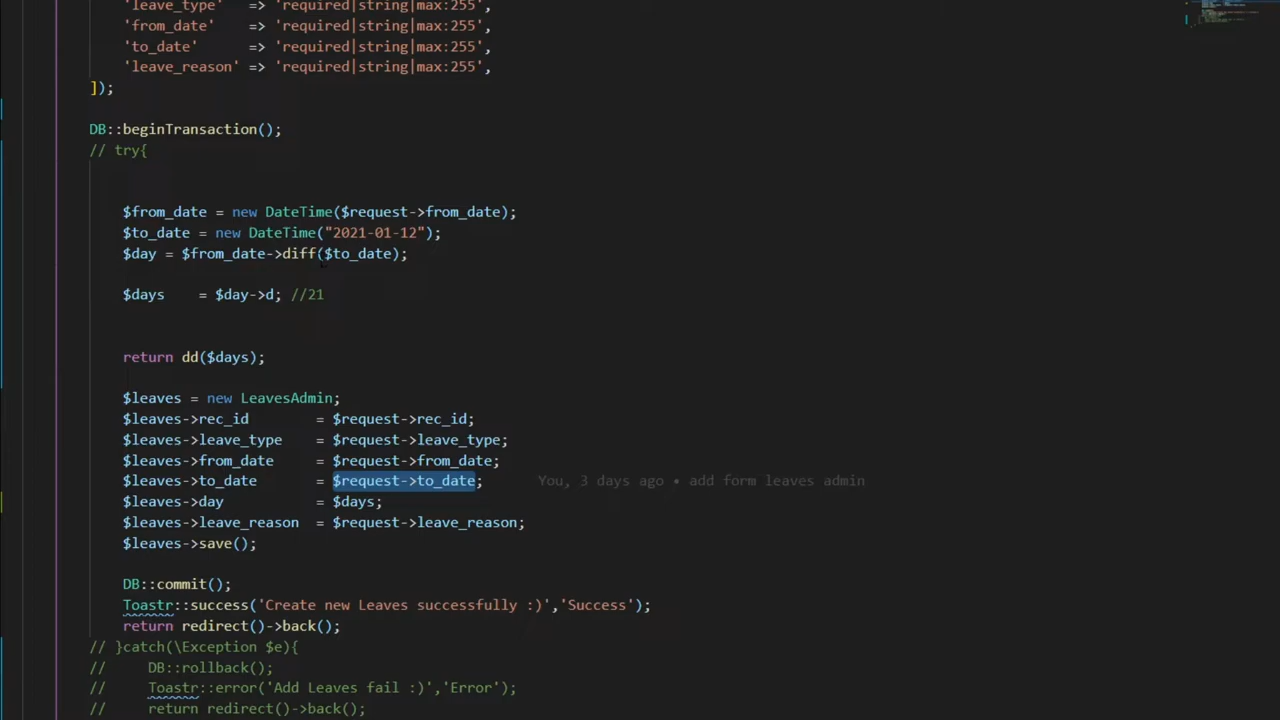 'leave_type'   => 'required|string|max:255',
'from_date'    => 'required|string|max:255',
'to_date'      => 'required|string|max:255',
'leave_reason' => 'required|string|max:255',
]);
DB::beginTransaction();
// try{
$from_date = new DateTime($request->from_date);
$to_date = new DateTime("2021-01-12");
$day = $from_date->diff($to_date);
$days    = $day->d; //21
return dd($days);
$leaves = new LeavesAdmin;
$leaves->rec_id        = $request->rec_id;
$leaves->leave_type    = $request->leave_type;
$leaves->from_date     = $request->from_date;
$leaves->to_date       = $request->to_date;      You, 3 days ago • add form leaves admin
$leaves->day           = $days;
$leaves->leave_reason  = $request->leave_reason;
$leaves->save();
DB::commit();
Toastr::success('Create new Leaves successfully :)','Success');
return redirect()->back();
// }catch(\Exception $e){
//     DB::rollback();
//     Toastr::error('Add Leaves fail :)','Error');
//     return redirect()->back();